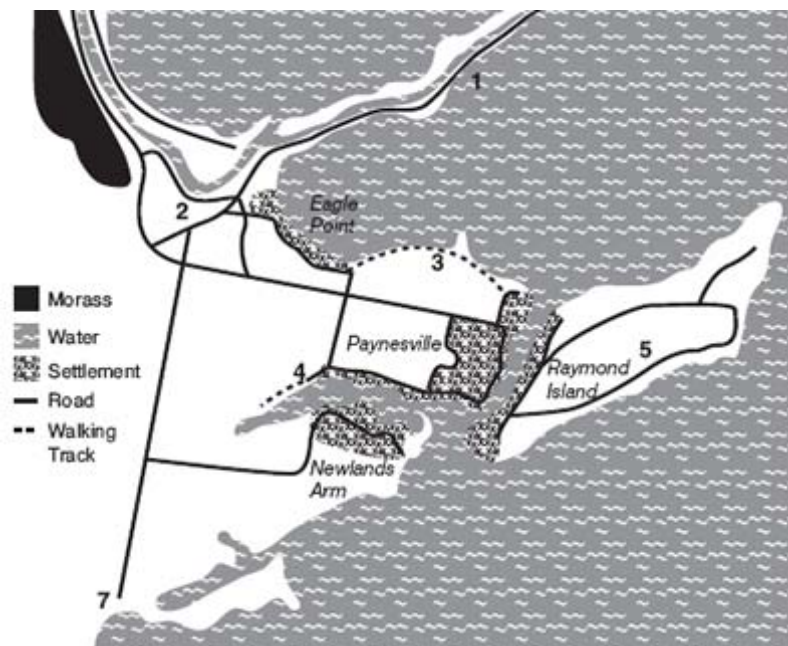 1
2
Eagle
Point
3
Morass
Water
Settlement
Road
Walking
Track
Paynesville
4
5
Raymond
Island
Newlands
Arm
7